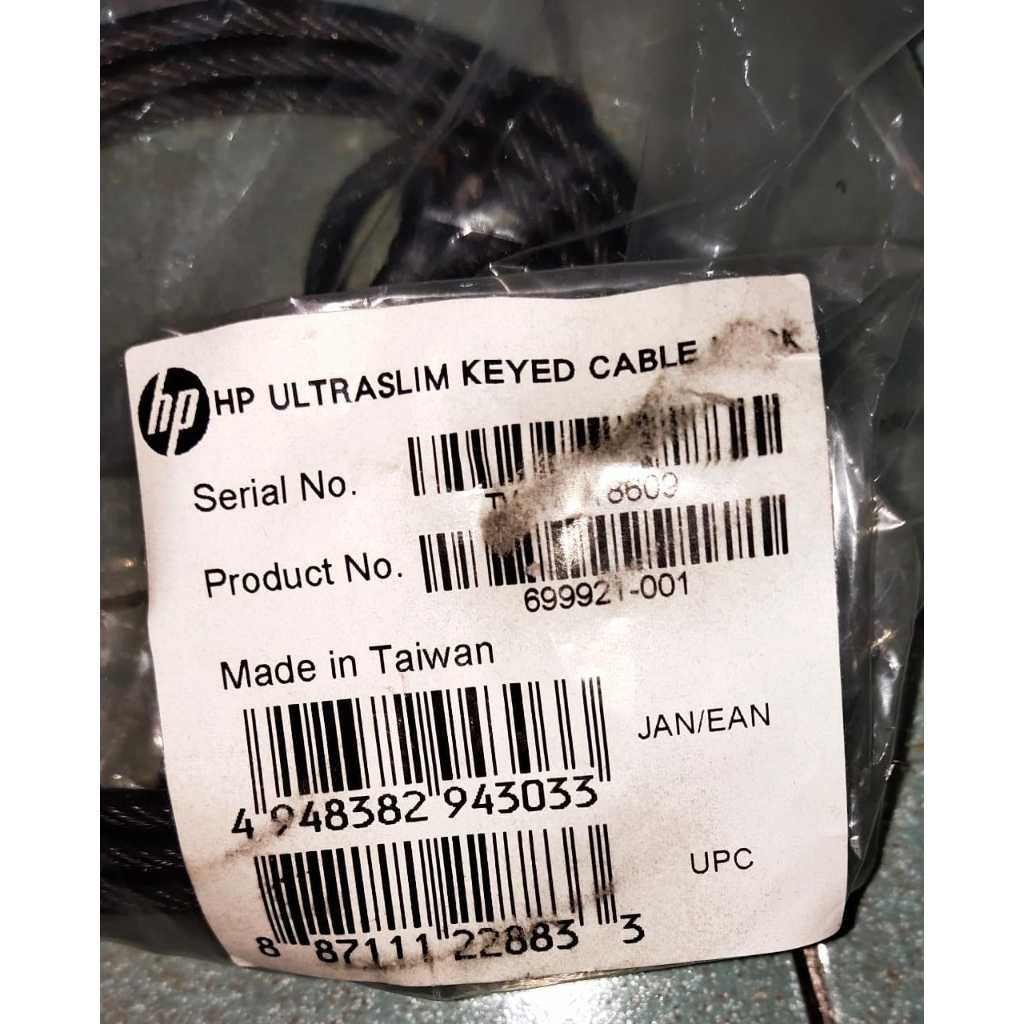 hp
HP ULTRASLIM KEYED CABLE
Serial No.
Product No.
699921-001
Made in Taiwan
JAN/EAN
4 948382 943033
UPC
8 87111 22883 3